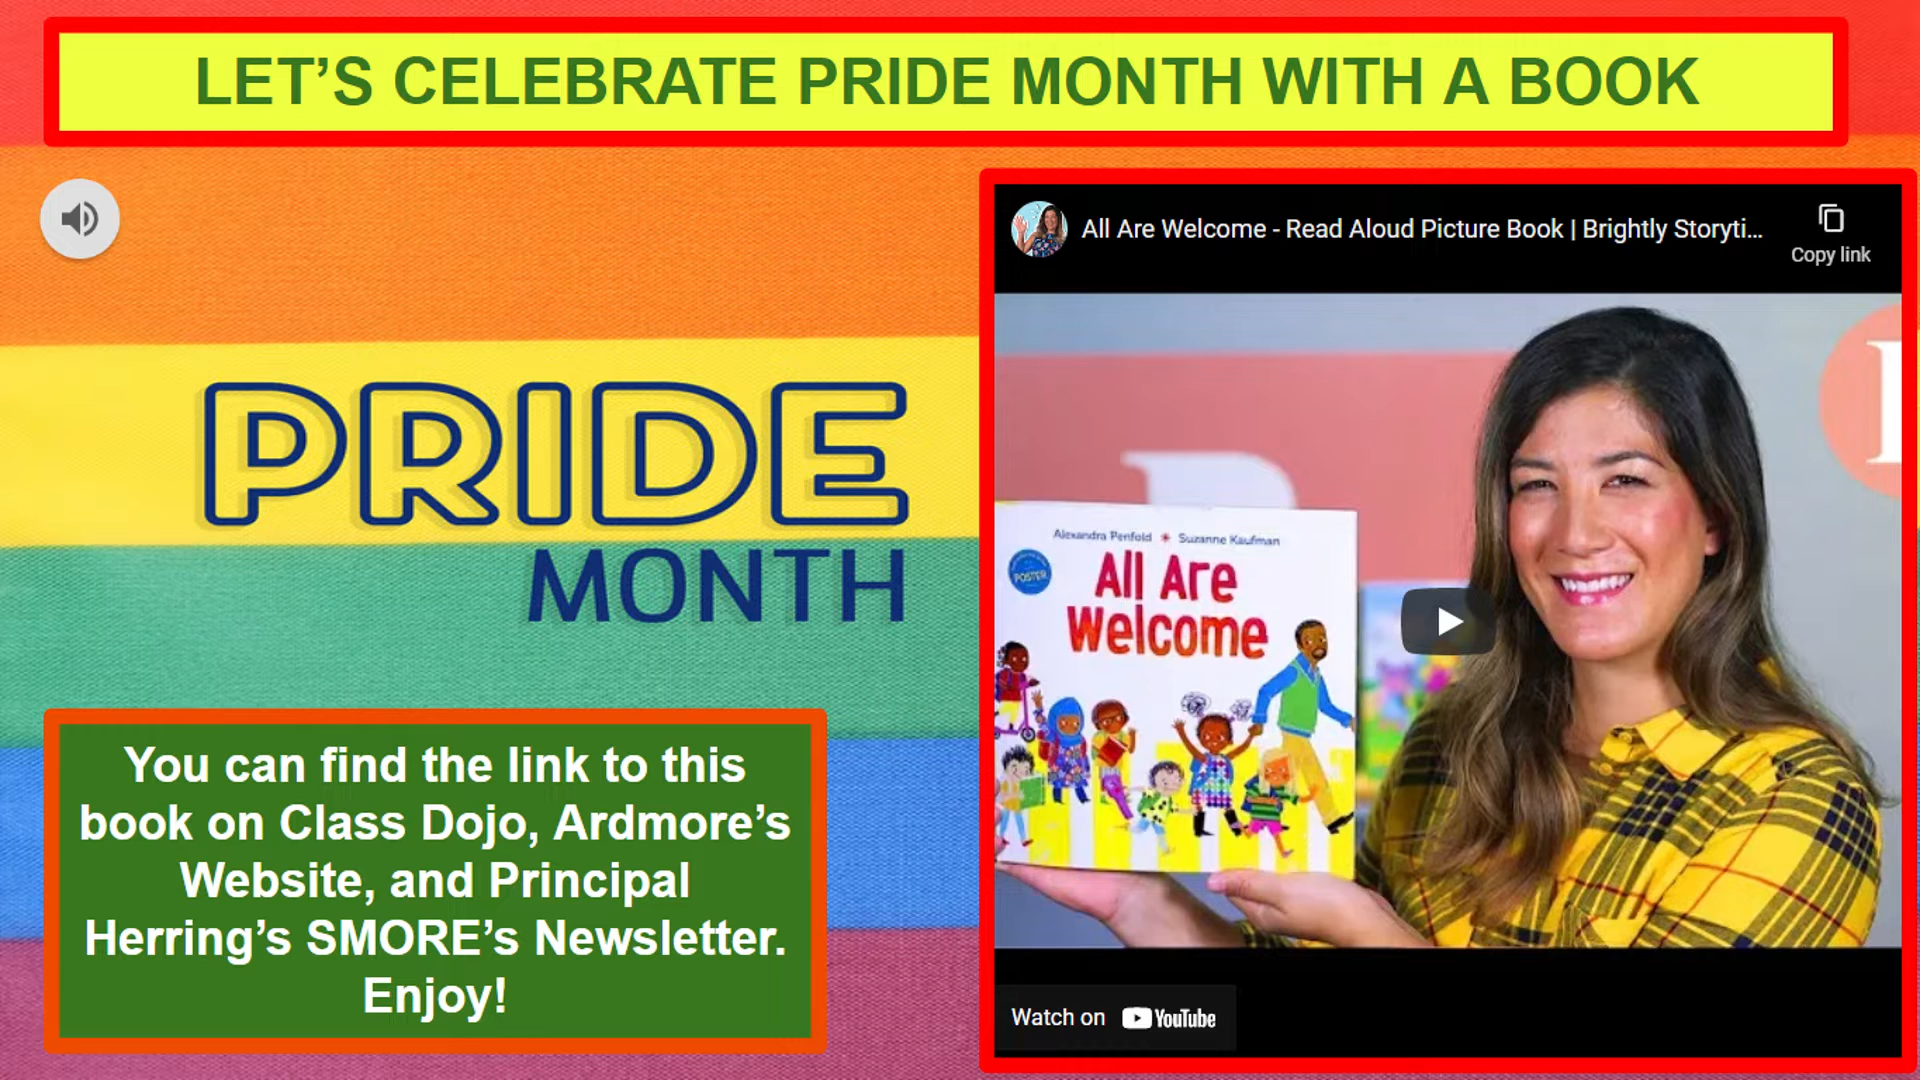 LET’S CELEBRATE PRIDE MONTH WITH A BOOK
PRIDE
MONTH
You can find the link to this
book on Class Dojo, Ardmore’s
Website, and Principal
Herring’s SMORE’s Newsletter.
Enjoy!
All Are Welcome - Read Aloud Picture Book | Brightly Storyti...
Copy link
Alexandra Penfold * Suzanne Kaufman
POSTER
All Are
Welcome
Watch on YouTube